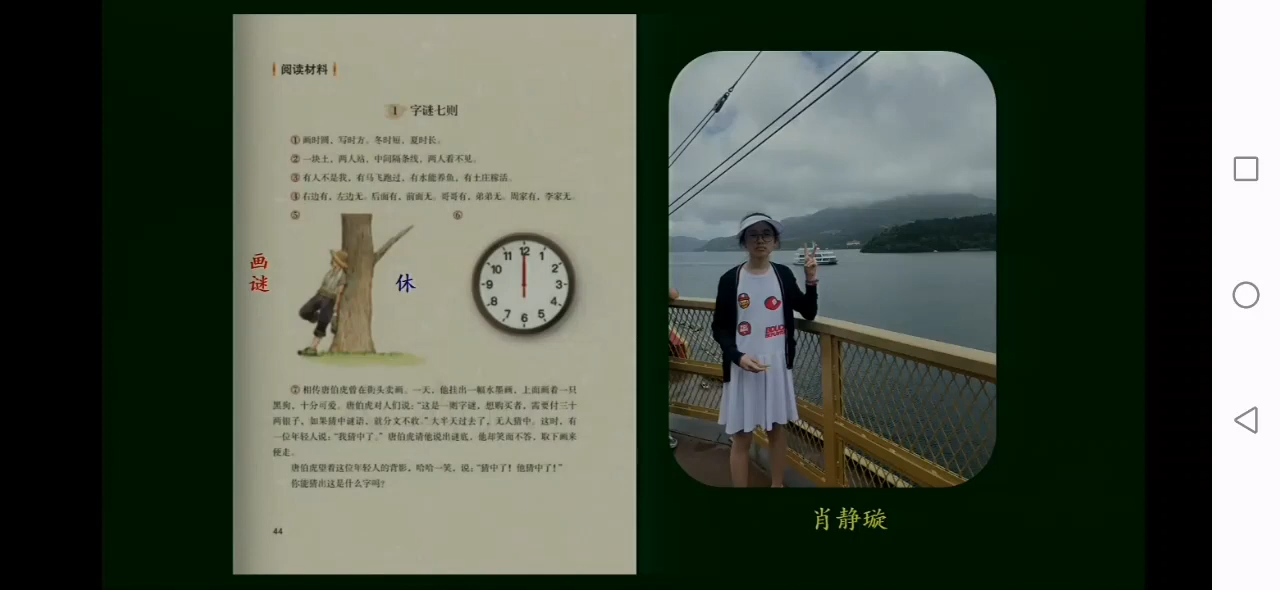 阅读材料
1 字谜七则
①画时圆，写时方。冬时短，夏时长。
②一块土，两人站，中间隔条线，两人看不见。
③有人不是我，有马飞跑过，有水能养鱼，有土庄稼活。
④右边有，左边无。后面有，前面无。哥哥有，弟弟无。周家有，李家无。
⑤ ⑥
画谜
休
11 12 1
10 2
9 3
8 4
7 6 5
⑦相传唐伯虎曾在街头卖画。一天，他挂出一幅水墨画，上面画着一只
黑狗，十分可爱。唐伯虎对人们说：“这是一则字谜，想购买者，需要付三十
两银子，如果猜中谜语，就分文不收。”大半天过去了，无人猜中。这时，有
一位年轻人说：“我猜中了。”唐伯虎请他说出谜底，他却笑而不答，取下画来
便走。
唐伯虎望着这位年轻人的背影，哈哈一笑，说：“猜中了！他猜中了！”
你能猜出这是什么字吗？
44
肖静璇